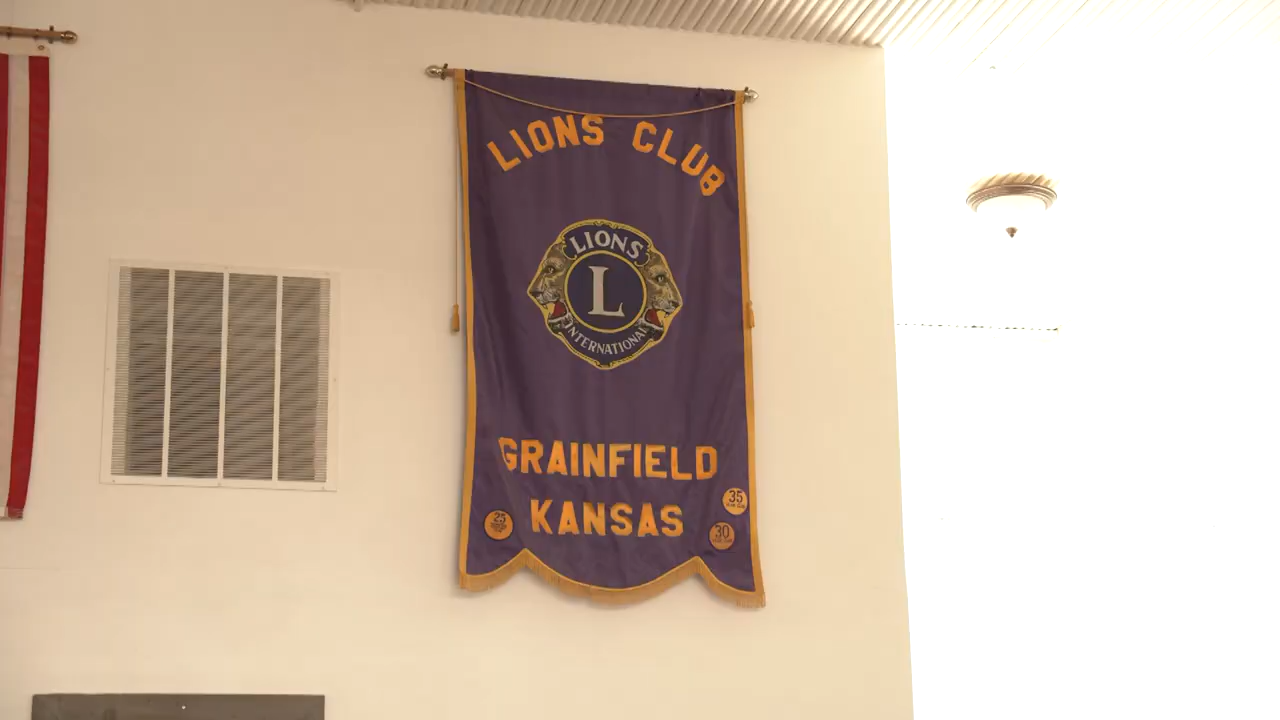 LIONS CLUB
LIONS
L
INTERNATIONAL
GRAINFIELD
KANSAS
35
25
30